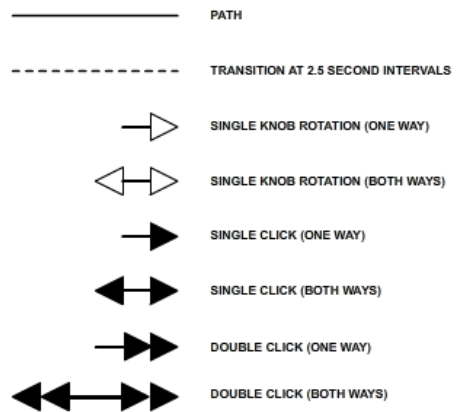 PATH
TRANSITION AT 2.5 SECOND INTERVALS
SINGLE KNOB ROTATION (ONE WAY)
SINGLE KNOB ROTATION (BOTH WAYS)
SINGLE CLICK (ONE WAY)
SINGLE CLICK (BOTH WAYS)
DOUBLE CLICK (ONE WAY)
DOUBLE CLICK (BOTH WAYS)